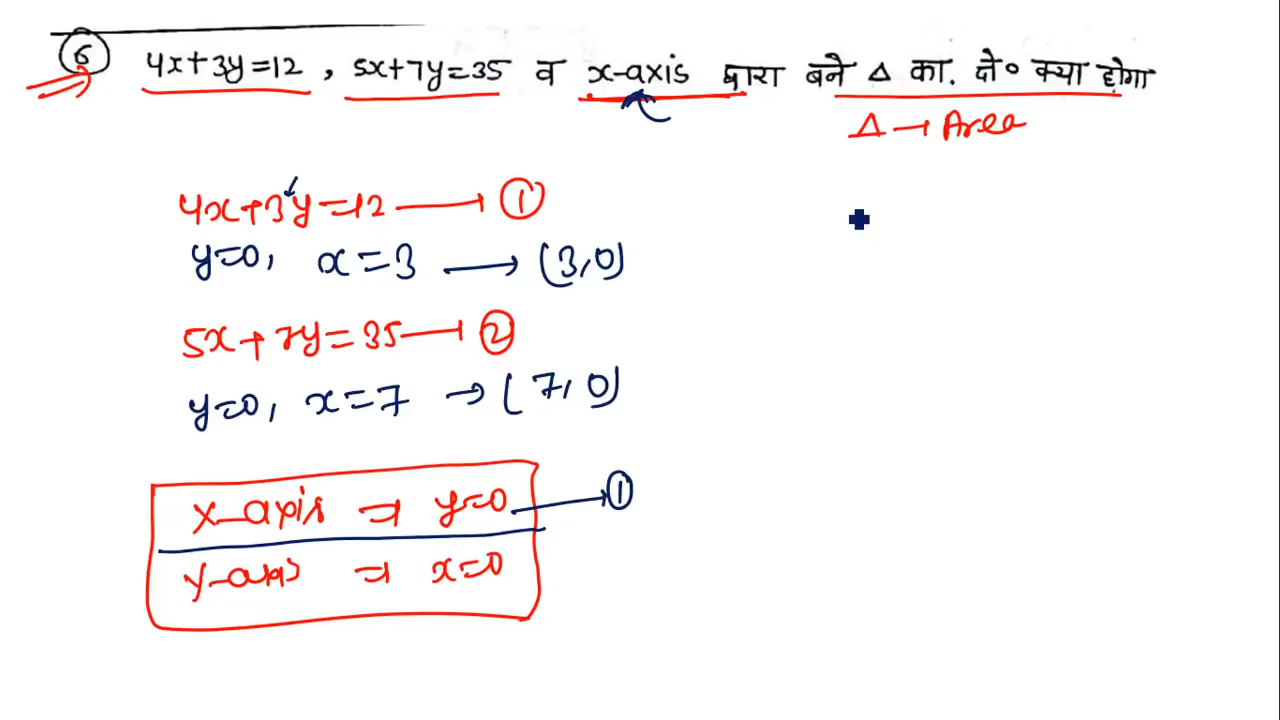 6 4x+3y=12 , 5x+7y=35 व x-axis द्वारा बने Δ का. क्षे० क्या होगा
Δ → Area
4x+3y=12 → 1
y=0, x=3 → (3,0)
5x+7y=35 → 2
y=0, x=7 → (7,0)
x-axis ⇒ y=0 → 1
y-axis ⇒ x=0